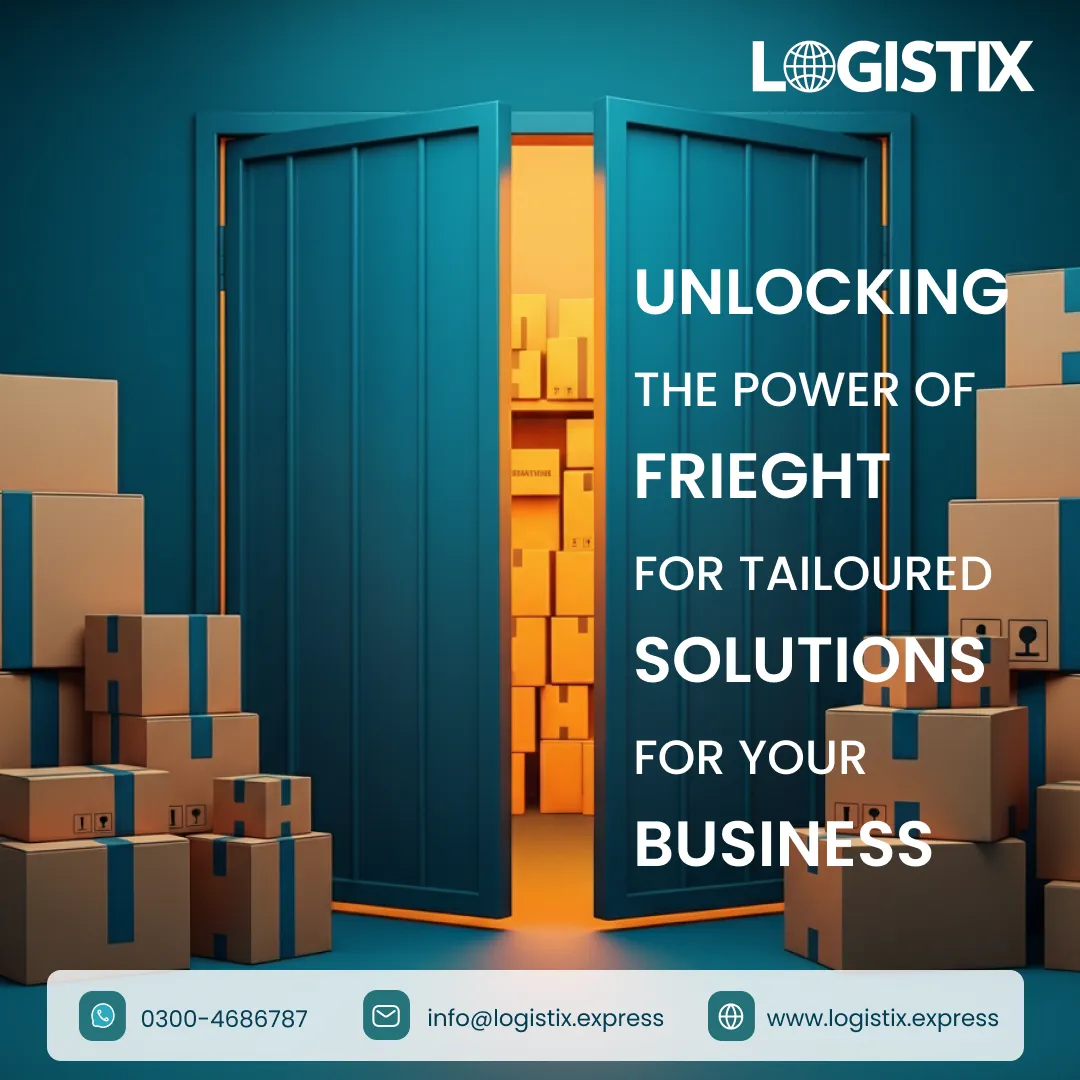 LOGISTIX
UNLOCKING
THE POWER OF
FRIEGHT
FOR TAILOURED
SOLUTIONS
FOR YOUR
BUSINESS
0300-4686787
info@logistix.express
www.logistix.express